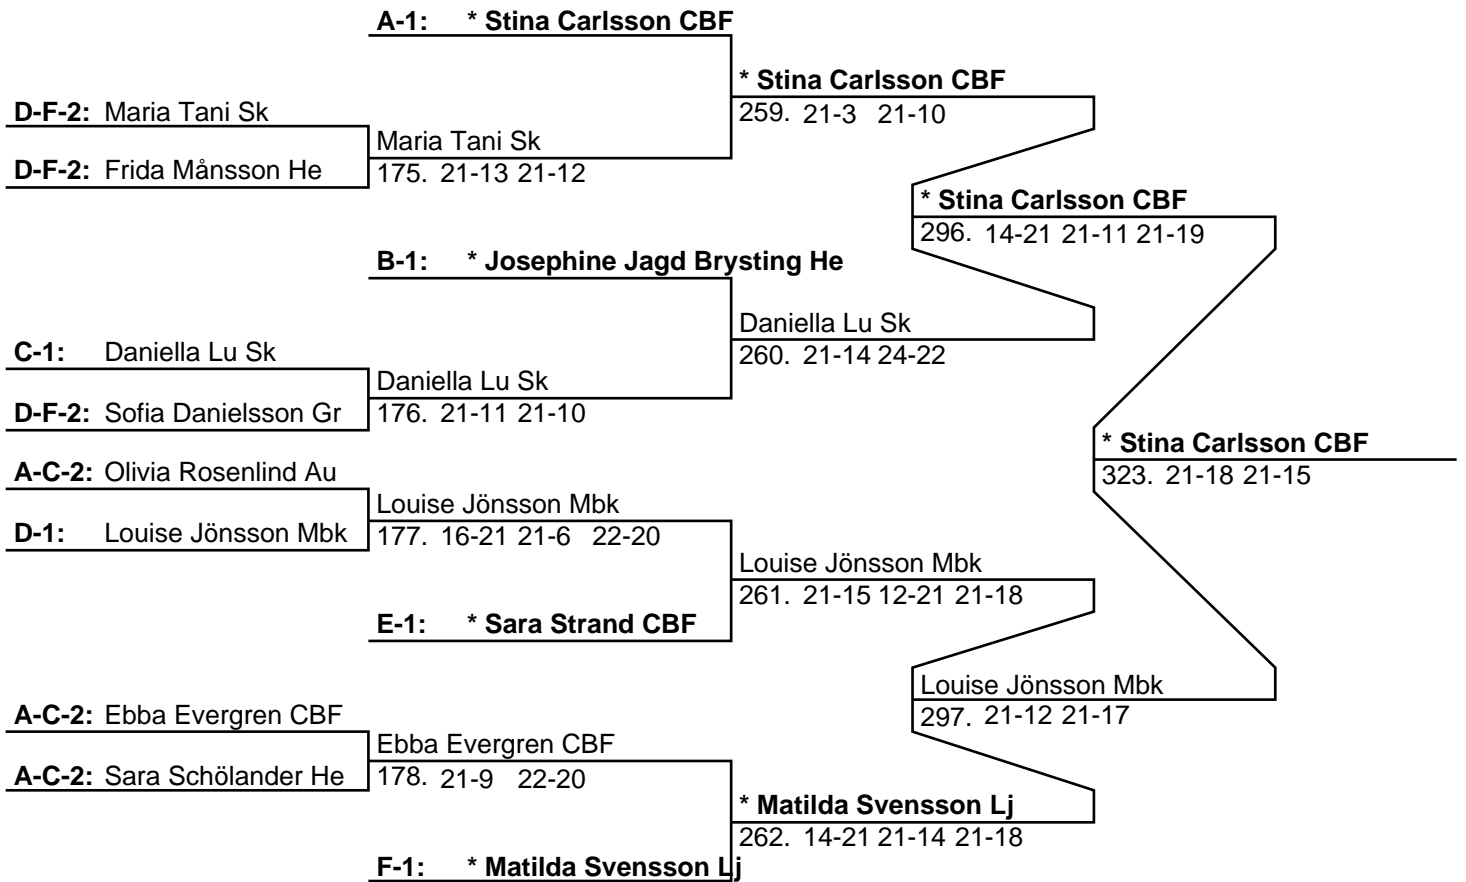 A-1: * Stina Carlsson CBF
* Stina Carlsson CBF
D-F-2: Maria Tani Sk
259. 21-3 21-10
Maria Tani Sk
D-F-2: Frida Månsson He
175. 21-13 21-12
* Stina Carlsson CBF
296. 14-21 21-11 21-19
B-1: * Josephine Jagd Brysting He
Daniella Lu Sk
C-1: Daniella Lu Sk
260. 21-14 24-22
Daniella Lu Sk
D-F-2: Sofia Danielsson Gr
176. 21-11 21-10
* Stina Carlsson CBF
A-C-2: Olivia Rosenlind Au
323. 21-18 21-15
Louise Jönsson Mbk
D-1: Louise Jönsson Mbk
177. 16-21 21-6 22-20
Louise Jönsson Mbk
261. 21-15 12-21 21-18
E-1: * Sara Strand CBF
Louise Jönsson Mbk
A-C-2: Ebba Evergren CBF
297. 21-12 21-17
Ebba Evergren CBF
A-C-2: Sara Schölander He
178. 21-9 22-20
* Matilda Svensson Lj
262. 14-21 21-14 21-18
F-1: * Matilda Svensson Lj